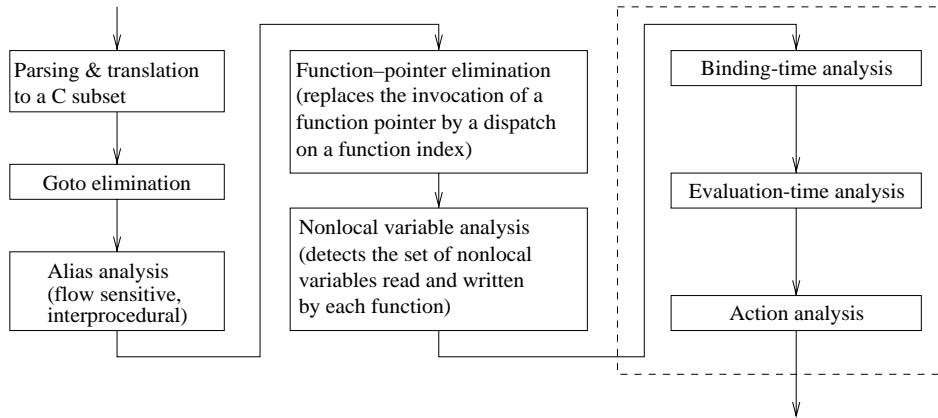 Parsing & translation
to a C subset
Goto elimination
Alias analysis
(flow sensitive,
interprocedural)
Function–pointer elimination
(replaces the invocation of a
function pointer by a dispatch
on a function index)
Nonlocal variable analysis
(detects the set of nonlocal
variables read and written
by each function)
Binding-time analysis
Evaluation-time analysis
Action analysis